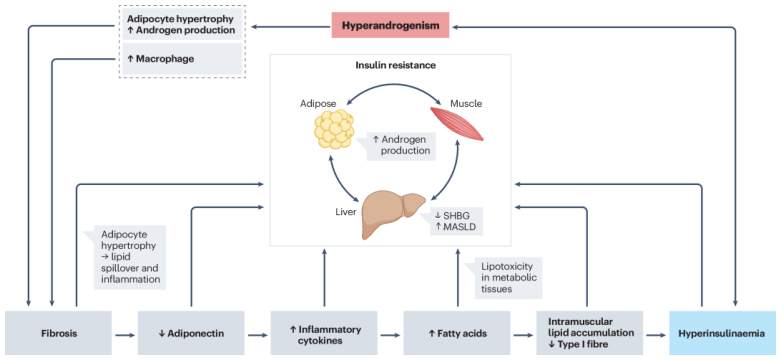 Adipocyte hypertrophy
↑ Androgen production
Hyperandrogenism
↑ Macrophage
Insulin resistance
Adipose
Muscle
↑ Androgen
production
Liver
↓ SHBG
↑ MASLD
Adipocyte
hypertrophy
→ lipid
spillover and
inflammation
Lipotoxicity
in metabolic
tissues
Fibrosis
↓ Adiponectin
↑ Inflammatory
cytokines
↑ Fatty acids
Intramuscular
lipid accumulation
↓ Type I fibre
Hyperinsulinaemia